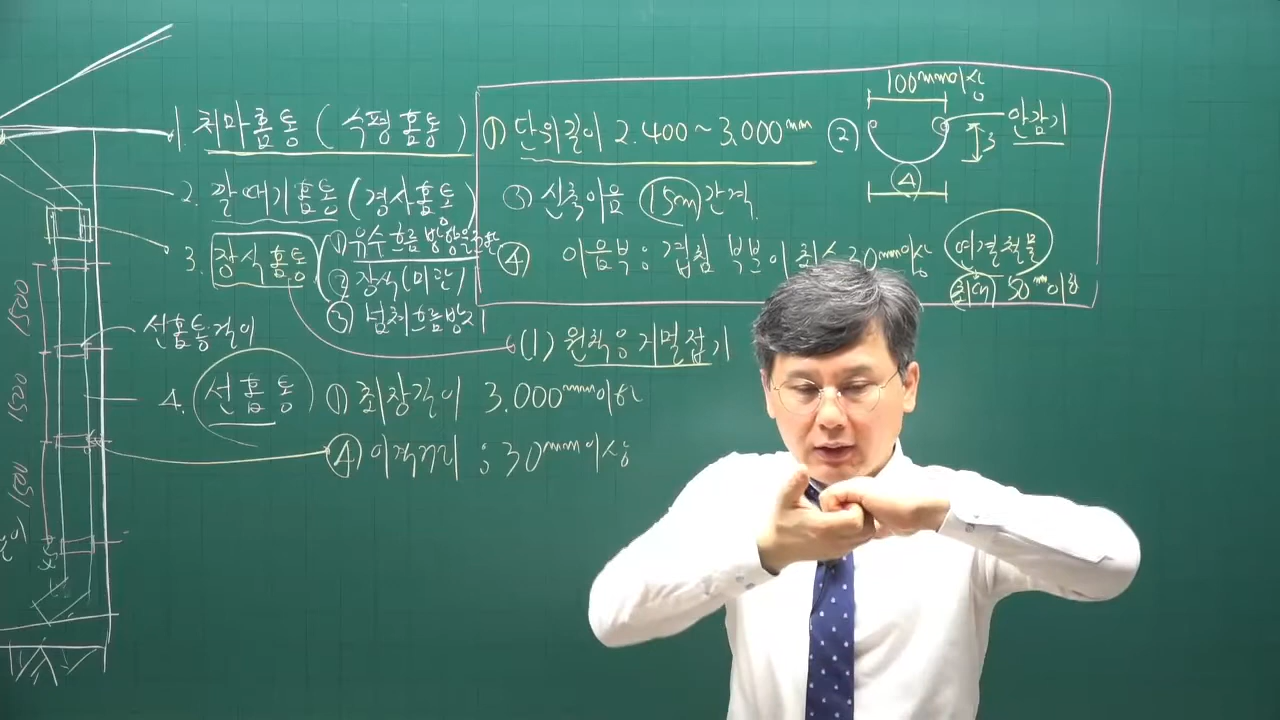 1. 처마홈통 (수평홈통)
2. 깔때기홈통 (경사홈통)
3. 장식홈통
① 유수흐름 방향
② 장식(미관)
③ 넘쳐흐름방지
선홈통걸이
4. 선홈통
① 최장길이 3.000mm이하
④ 이격거리 : 30mm이상
① 단위길이 2.400~3.000mm
②
100mm이상
안감기
3
④
③ 신축이음 15m 간격.
④ 이음부 : 겹침 부분이 최소 30mm이상
연결철물
최대 50mm이하
(1) 원칙은 거멀접기
1500
1500
1500